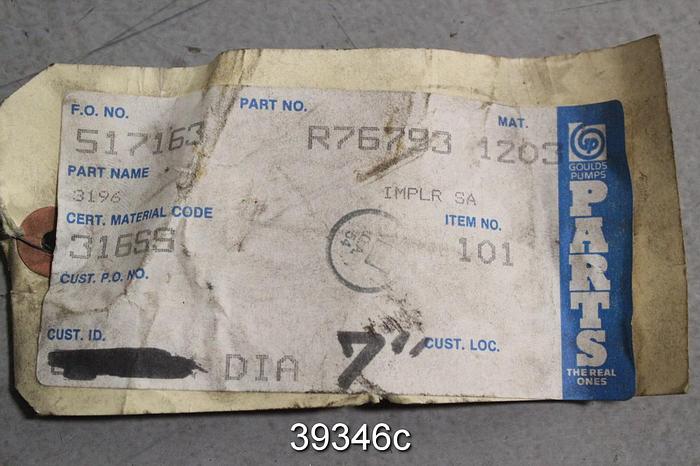 F.O. NO.
PART NO.
MAT.
517163
R76793
1203
PART NAME
3196
IMPLR SA
CERT. MATERIAL CODE
ITEM NO.
316SS
101
CUST. P.O. NO.
CUST. ID.
CUST. LOC.
DIA
7"
GOULDS
PUMPS
PARTS
THE REAL
ONES
39346c